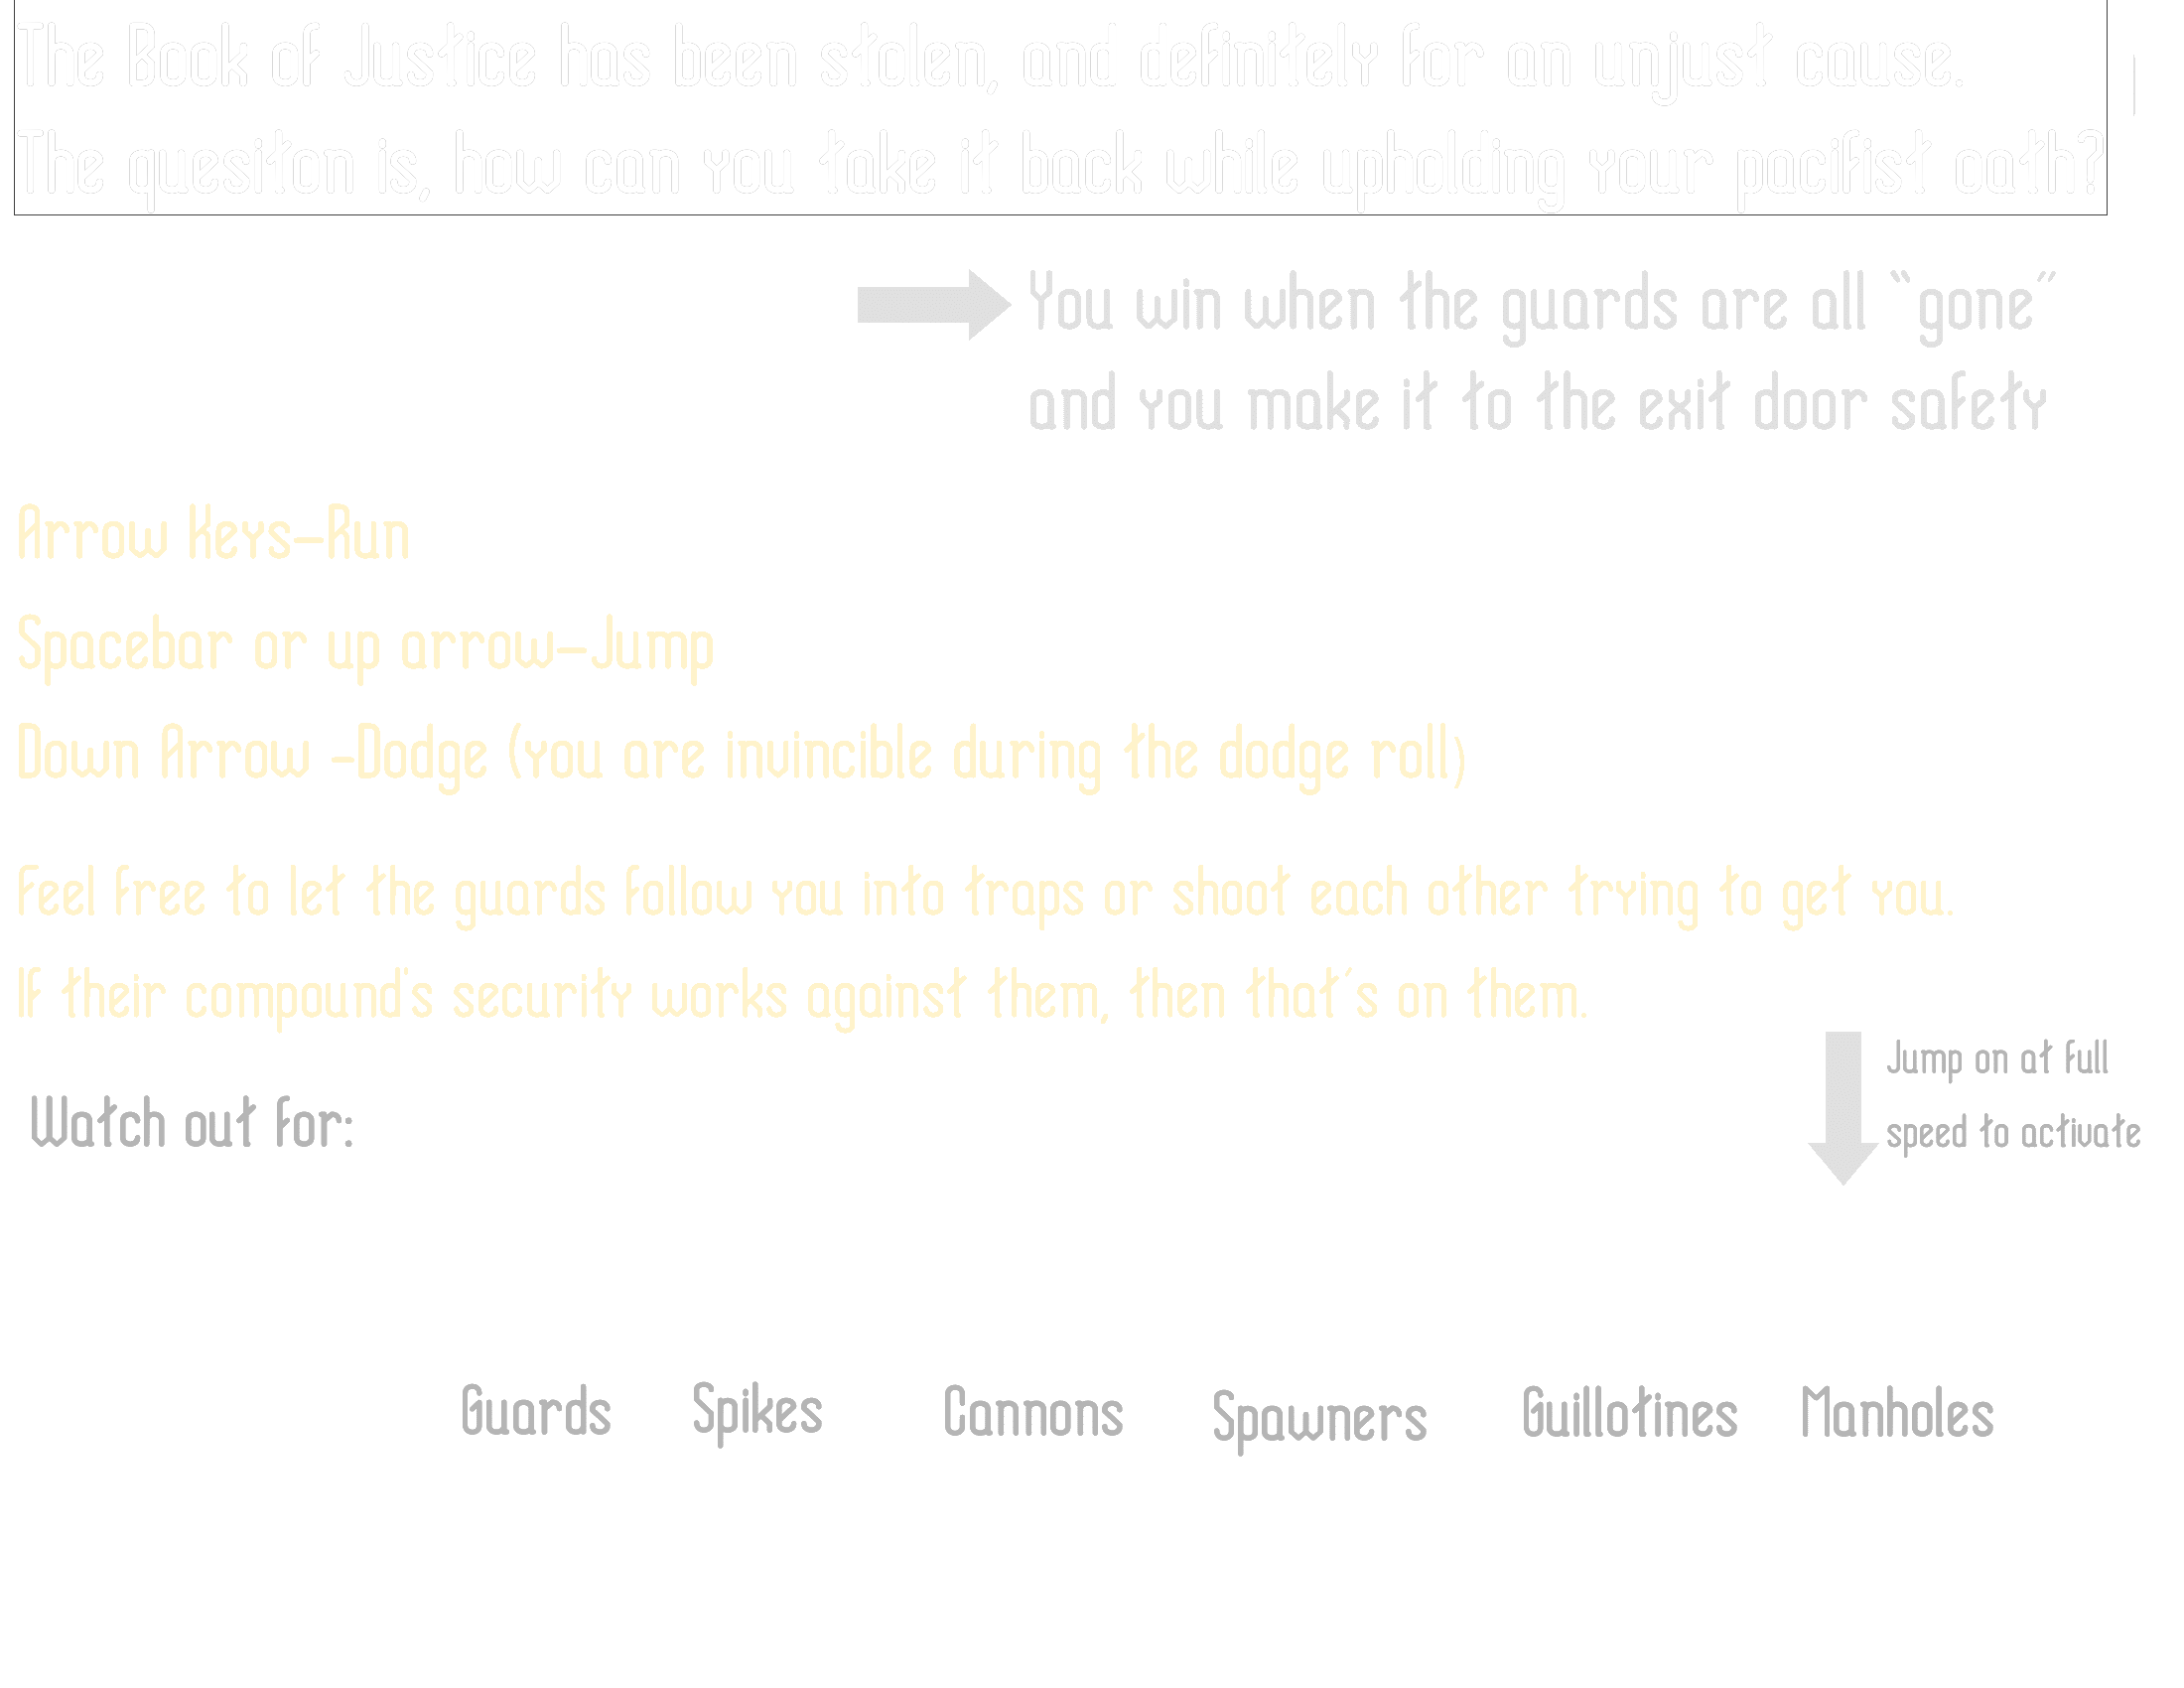 The Book of Justice has been stolen, and definitely for an unjust cause.
The quesiton is, how can you take it back while upholding your pacifist oath?
You win when the guards are all “gone”
and you make it to the exit door safety
Arrow Keys-Run
Spacebar or up arrow-Jump
Down Arrow -Dodge (you are invincible during the dodge roll)
Feel free to let the guards follow you into traps or shoot each other trying to get you.
If their compound's security works against them, then that's on them.
Jump on at full
speed to activate
Watch out for:
Guards Spikes Cannons Spawners Guillotines Manholes